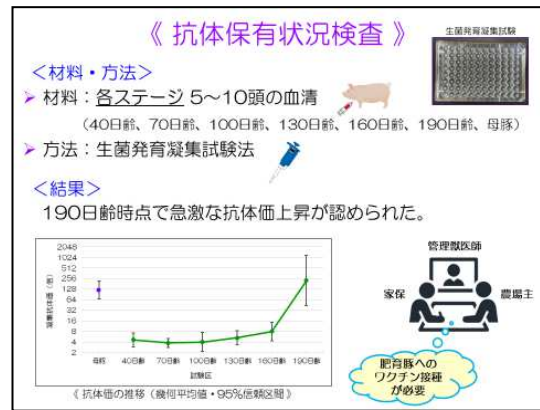 《 抗体保有状況検査 》
生菌発育凝集試験
<材料・方法>
➢ 材料：各ステージ 5～10頭の血清
（40日齢、70日齢、100日齢、130日齢、160日齢、190日齢、母豚）
➢ 方法：生菌発育凝集試験法
<結果>
190日齢時点で急激な抗体価上昇が認められた。
凝集抗体価（倍）
2048
1024
512
256
128
64
32
16
8
4
2
母豚 40日齢 70日齢 100日齢 130日齢 160日齢 190日齢
試験区
《 抗体価の推移（幾何平均値・95%信頼区間 》
管理獣医師
家保
農場主
肥育豚への
ワクチン接種
が必要